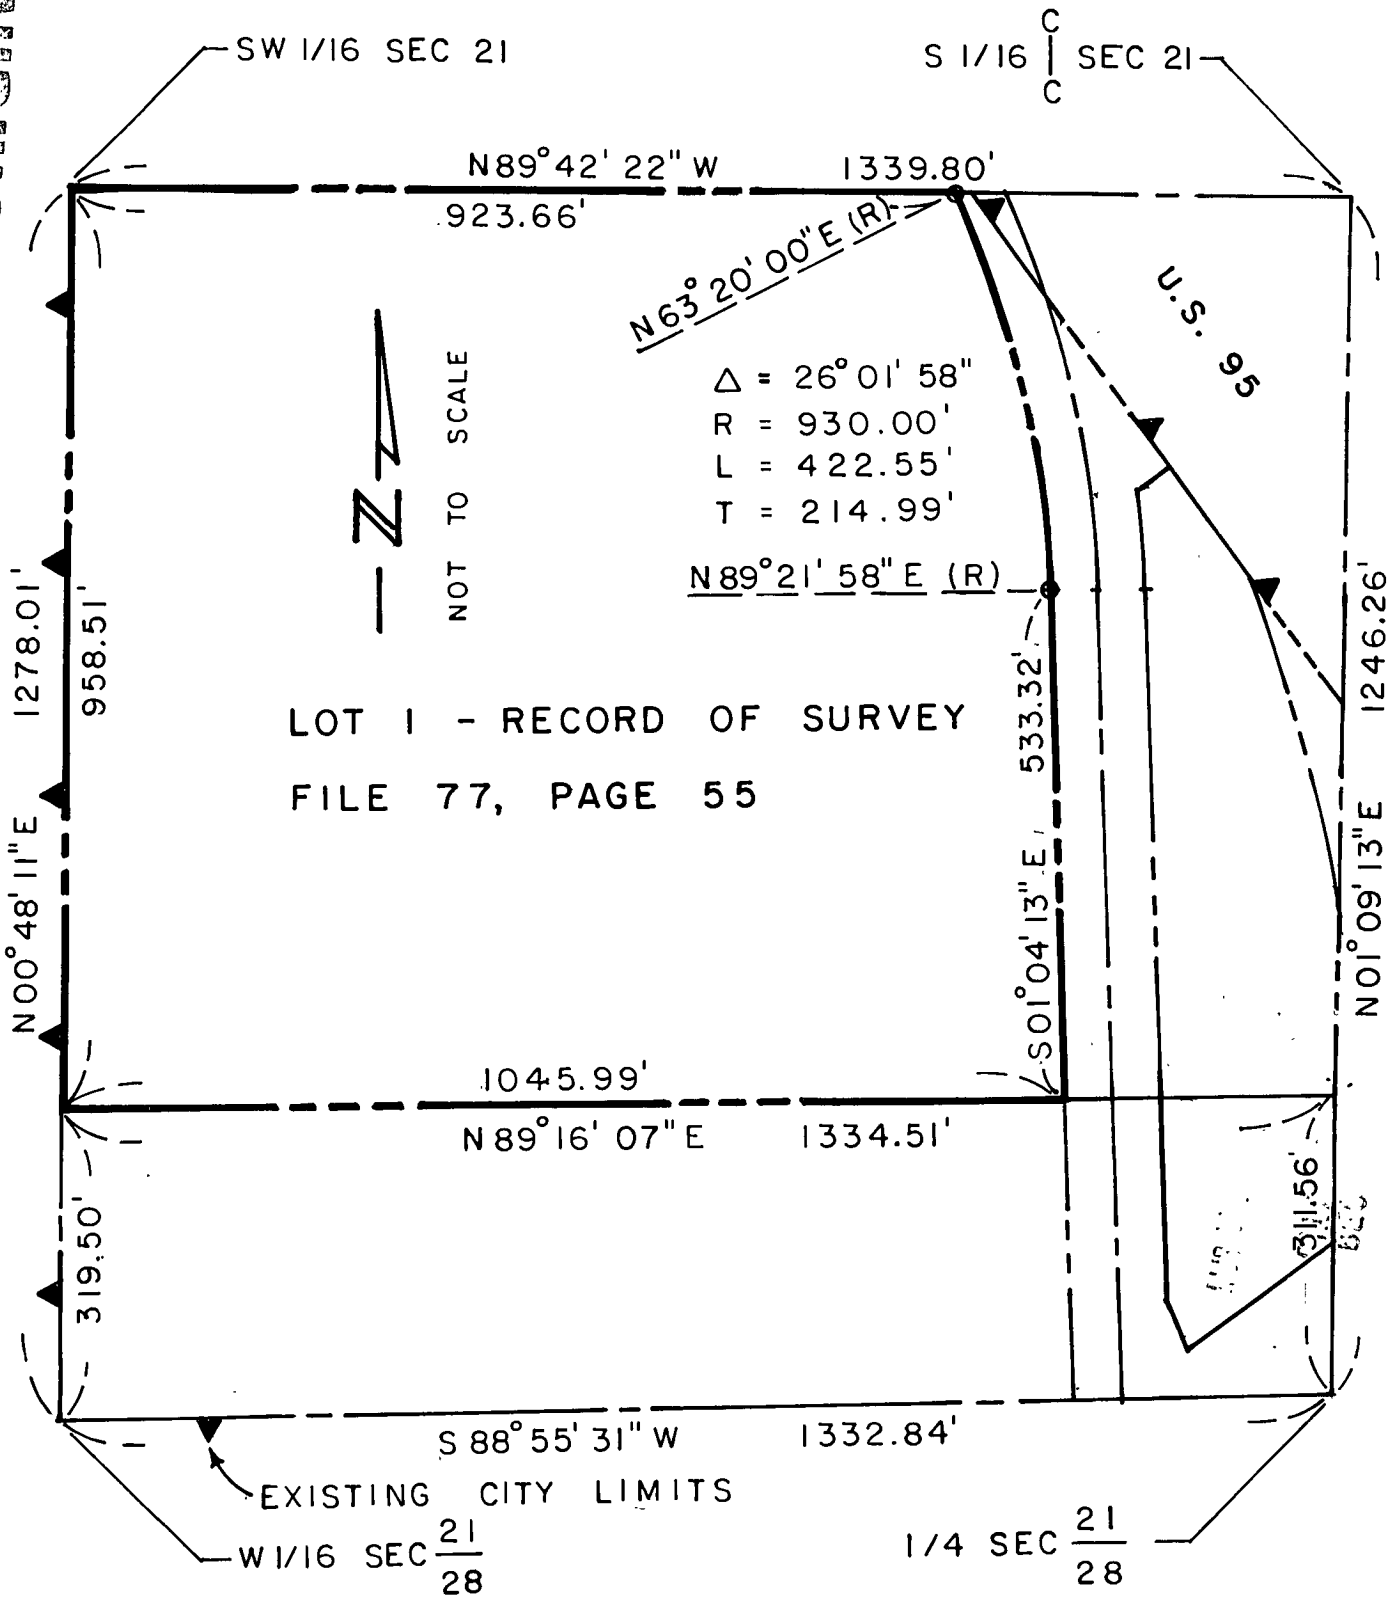 SW 1/16 SEC 21
C
S 1/16 SEC 21
C
N89°42'22"W 1339.80'
923.66'
N63°20'00"E (R)
U.S. 95
NOT TO SCALE
N
Δ = 26°01'58"
R = 930.00'
L = 422.55'
T = 214.99'
N89°21'58"E (R)
1278.01'
958.51'
N00°48'11"E
LOT 1 - RECORD OF SURVEY
FILE 77, PAGE 55
533.32'
S01°04'13"E
1246.26'
N01°09'13"E
1045.99'
N89°16'07"E 1334.51'
319.50'
311.56'
S88°55'31"W 1332.84'
EXISTING CITY LIMITS
W1/16 SEC 21
28
1/4 SEC 21
28